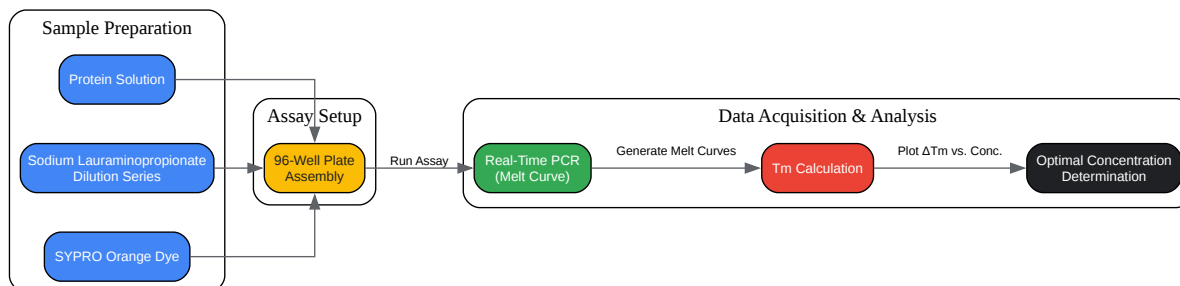 Sample Preparation
Protein Solution
Sodium Lauraminopropionate
Dilution Series
SYPRO Orange Dye
Assay Setup
96-Well Plate
Assembly
Run Assay
Data Acquisition & Analysis
Real-Time PCR
(Melt Curve)
Generate Melt Curves
Tm Calculation
Plot ΔTm vs. Conc.
Optimal Concentration
Determination